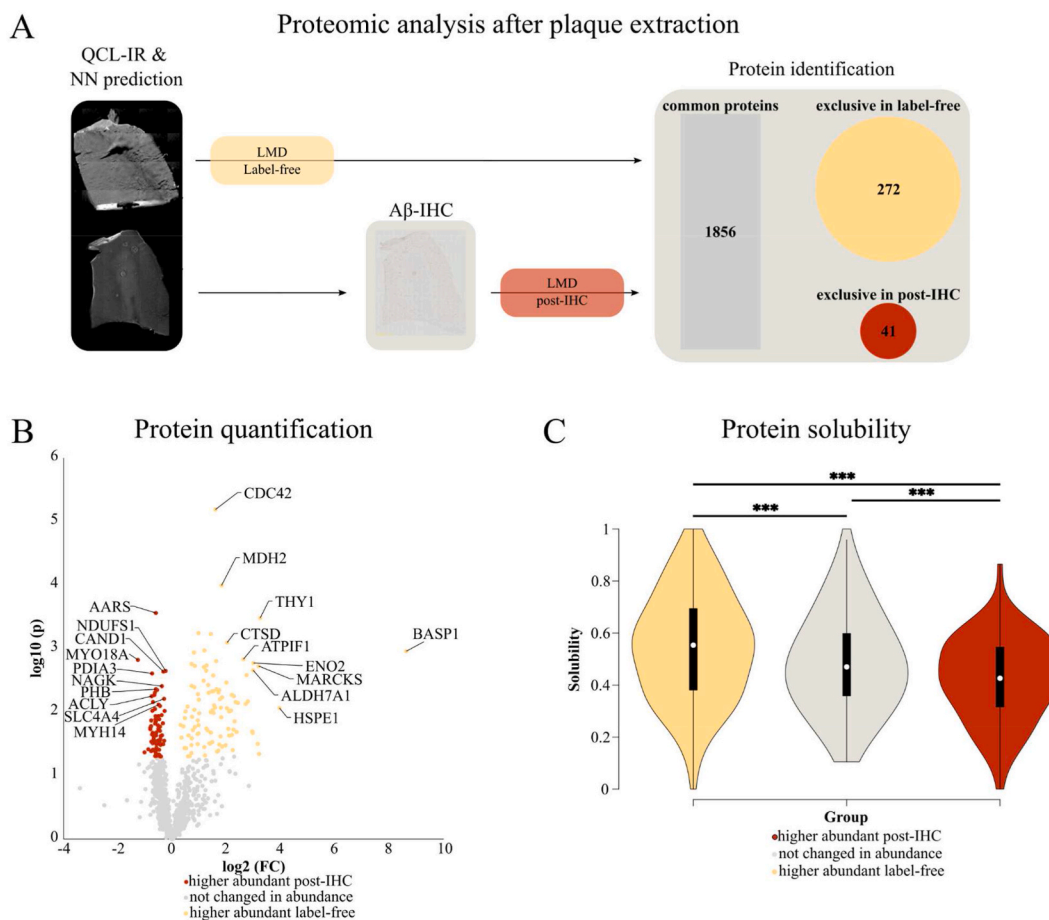 A
Proteomic analysis after plaque extraction
QCL-IR &
NN prediction
LMD
Label-free
Aβ-IHC
LMD
post-IHC
Protein identification
common proteins
exclusive in label-free
1856
272
exclusive in post-IHC
41
B
Protein quantification
6
5
4
3
2
1
0
log10 (p)
CDC42
MDH2
THY1
CTSD
ATPIF1
BASP1
ENO2
MARCKS
ALDH7A1
HSPE1
AARS
NDUFS1
CAND1
MYO18A
PDIA3
NAGK
PHB
ACLY
SLC4A4
MYH14
-4
-2
0
2
4
6
8
10
log2 (FC)
higher abundant post-IHC
not changed in abundance
higher abundant label-free
C
Protein solubility
***
***
***
1
0.8
0.6
0.4
0.2
0
Solubility
Group
higher abundant post-IHC
not changed in abundance
higher abundant label-free